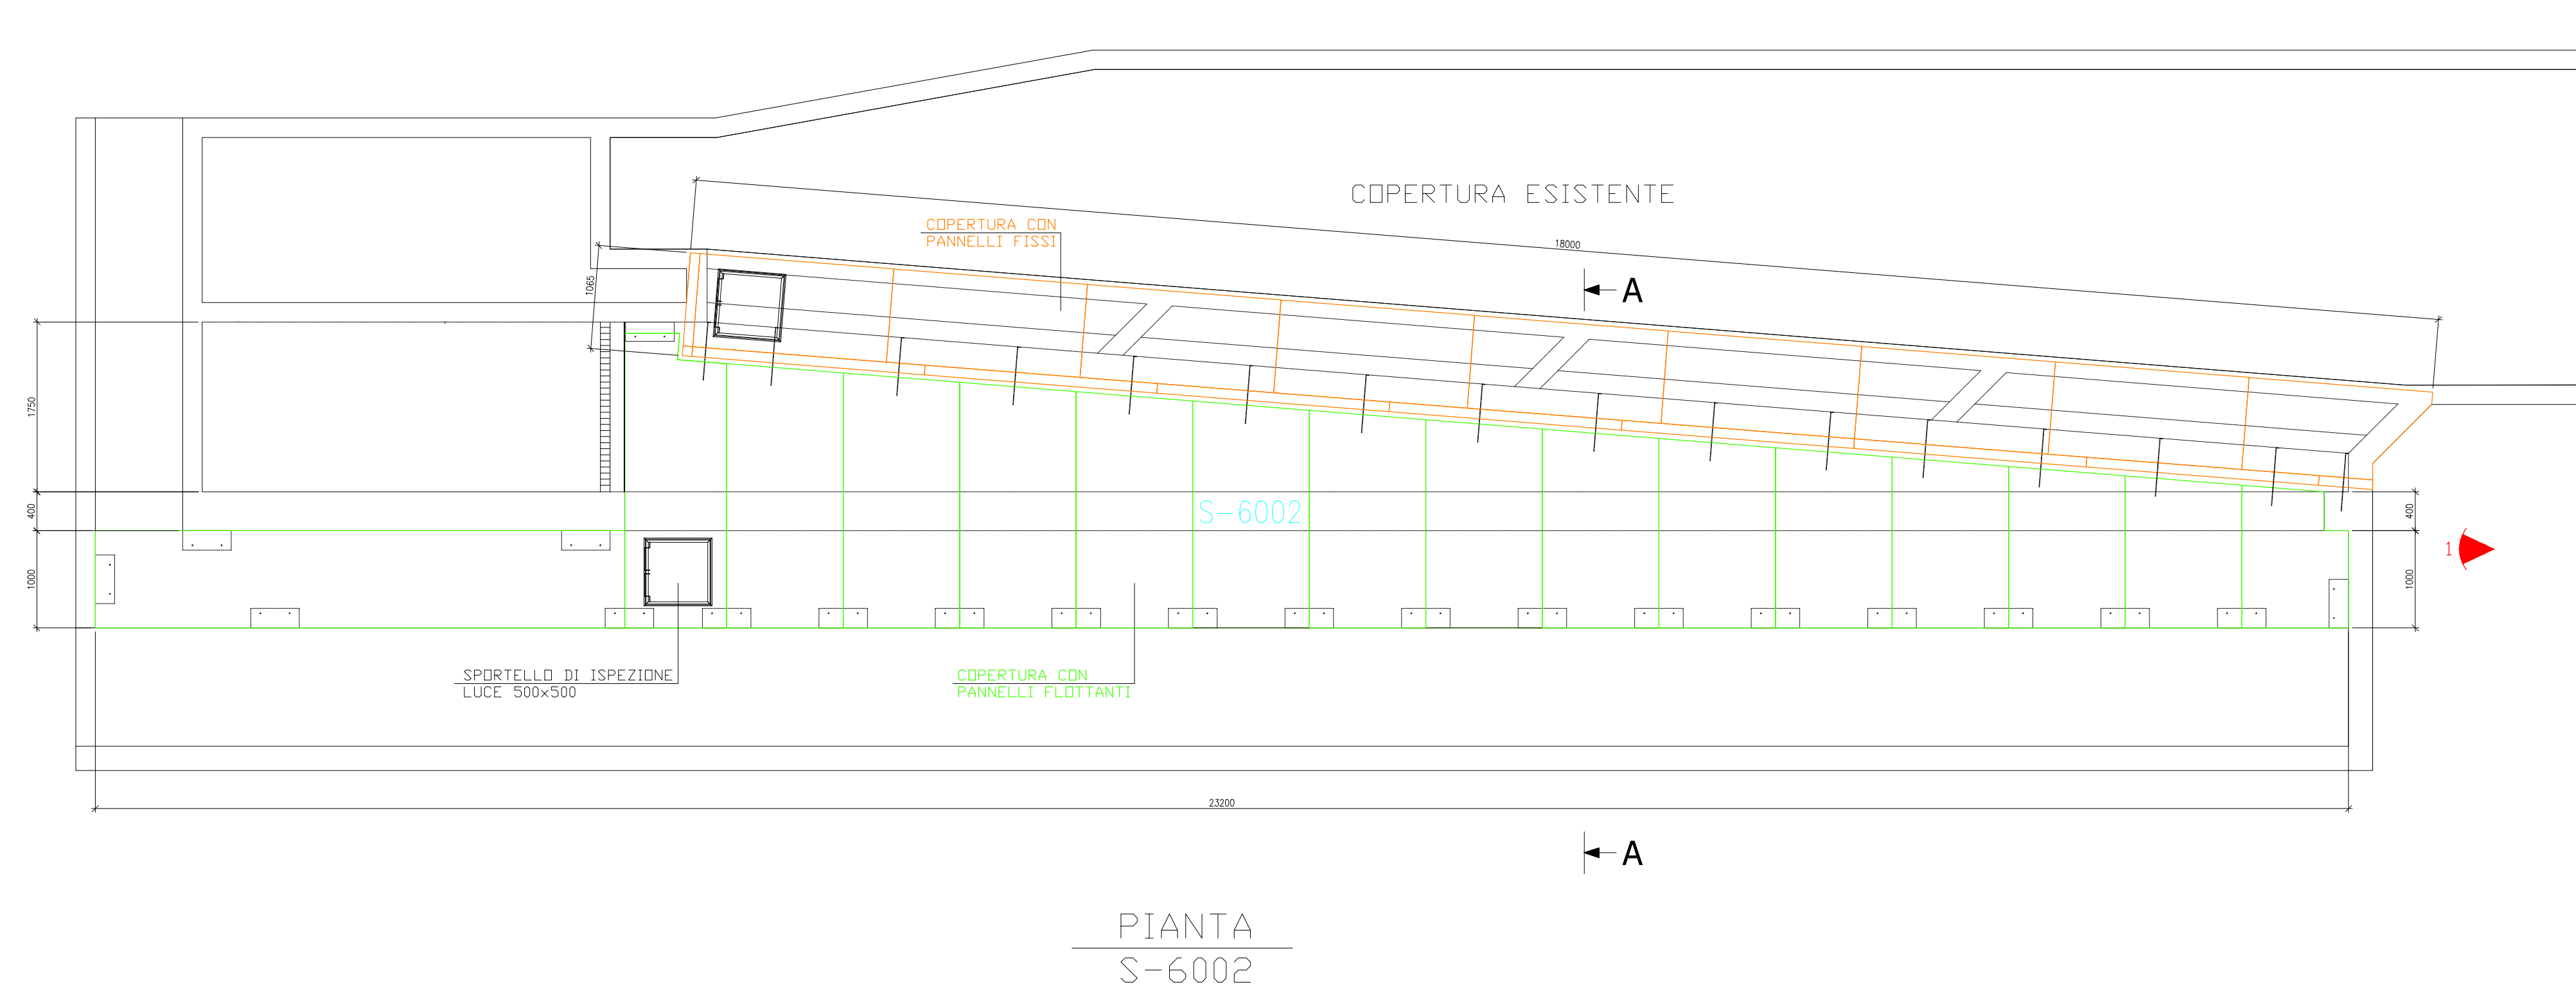 COPERTURA ESISTENTE
COPERTURA CON
PANNELLI FISSI
18000
1065
A
1750
400
1000
S-6002
400
1000
1
SPORTELLO DI ISPEZIONE
LUCE 500x500
COPERTURA CON
PANNELLI FLOTTANTI
23200
A
PIANTA
S-6002